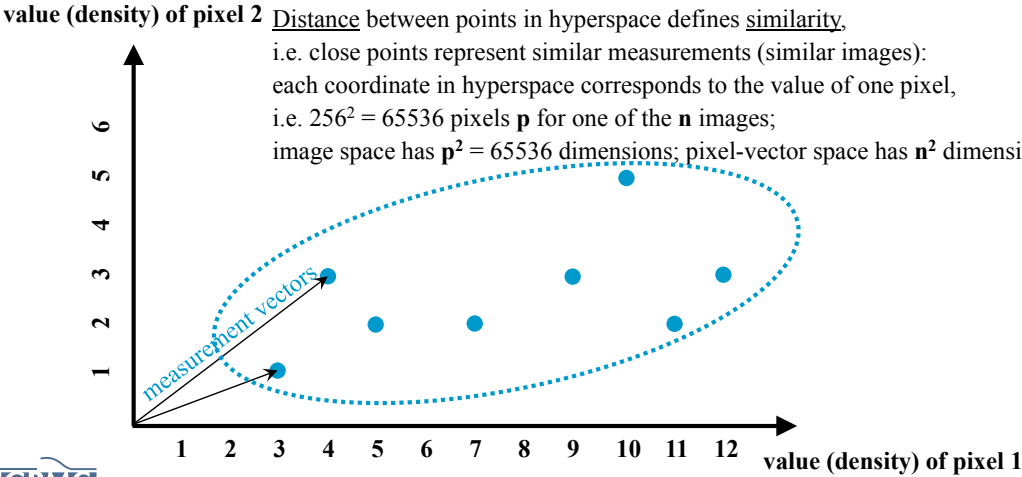 value (density) of pixel 2
Distance between points in hyperspace defines similarity,
i.e. close points represent similar measurements (similar images):
each coordinate in hyperspace corresponds to the value of one pixel,
i.e. 256² = 65536 pixels p for one of the n images;
image space has p² = 65536 dimensions; pixel-vector space has n² dimensi
6
5
4
3
2
1
measurement vectors
1 2 3 4 5 6 7 8 9 10 11 12
value (density) of pixel 1